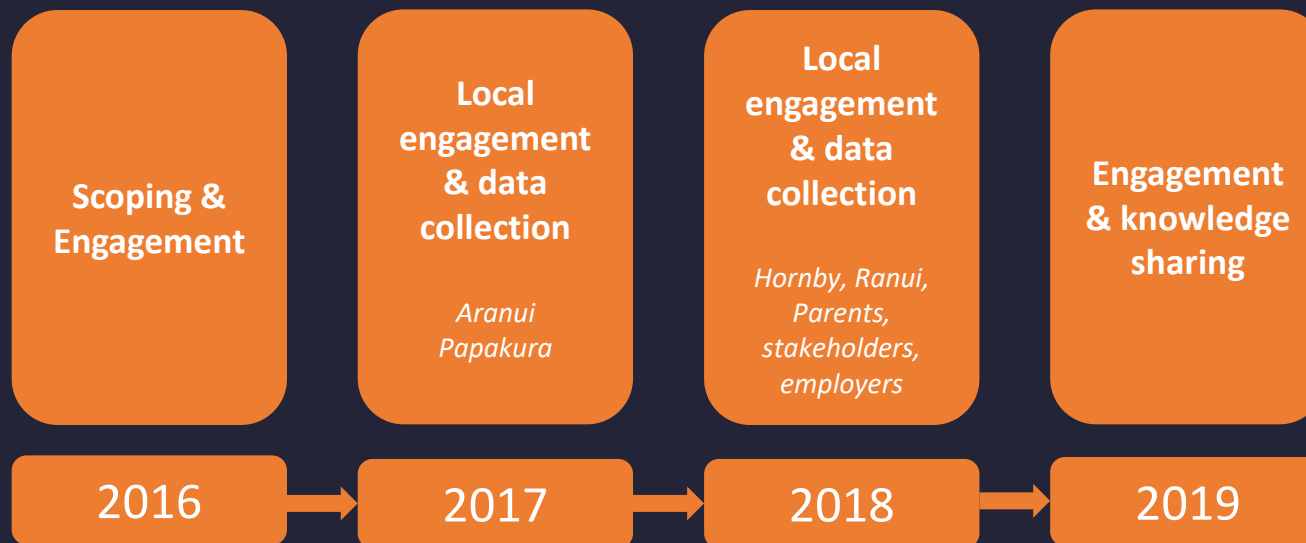 Scoping &
Engagement
Local
engagement
& data
collection
Aranui
Papakura
Local
engagement
& data
collection
Hornby, Ranui,
Parents,
stakeholders,
employers
Engagement
& knowledge
sharing
2016
2017
2018
2019